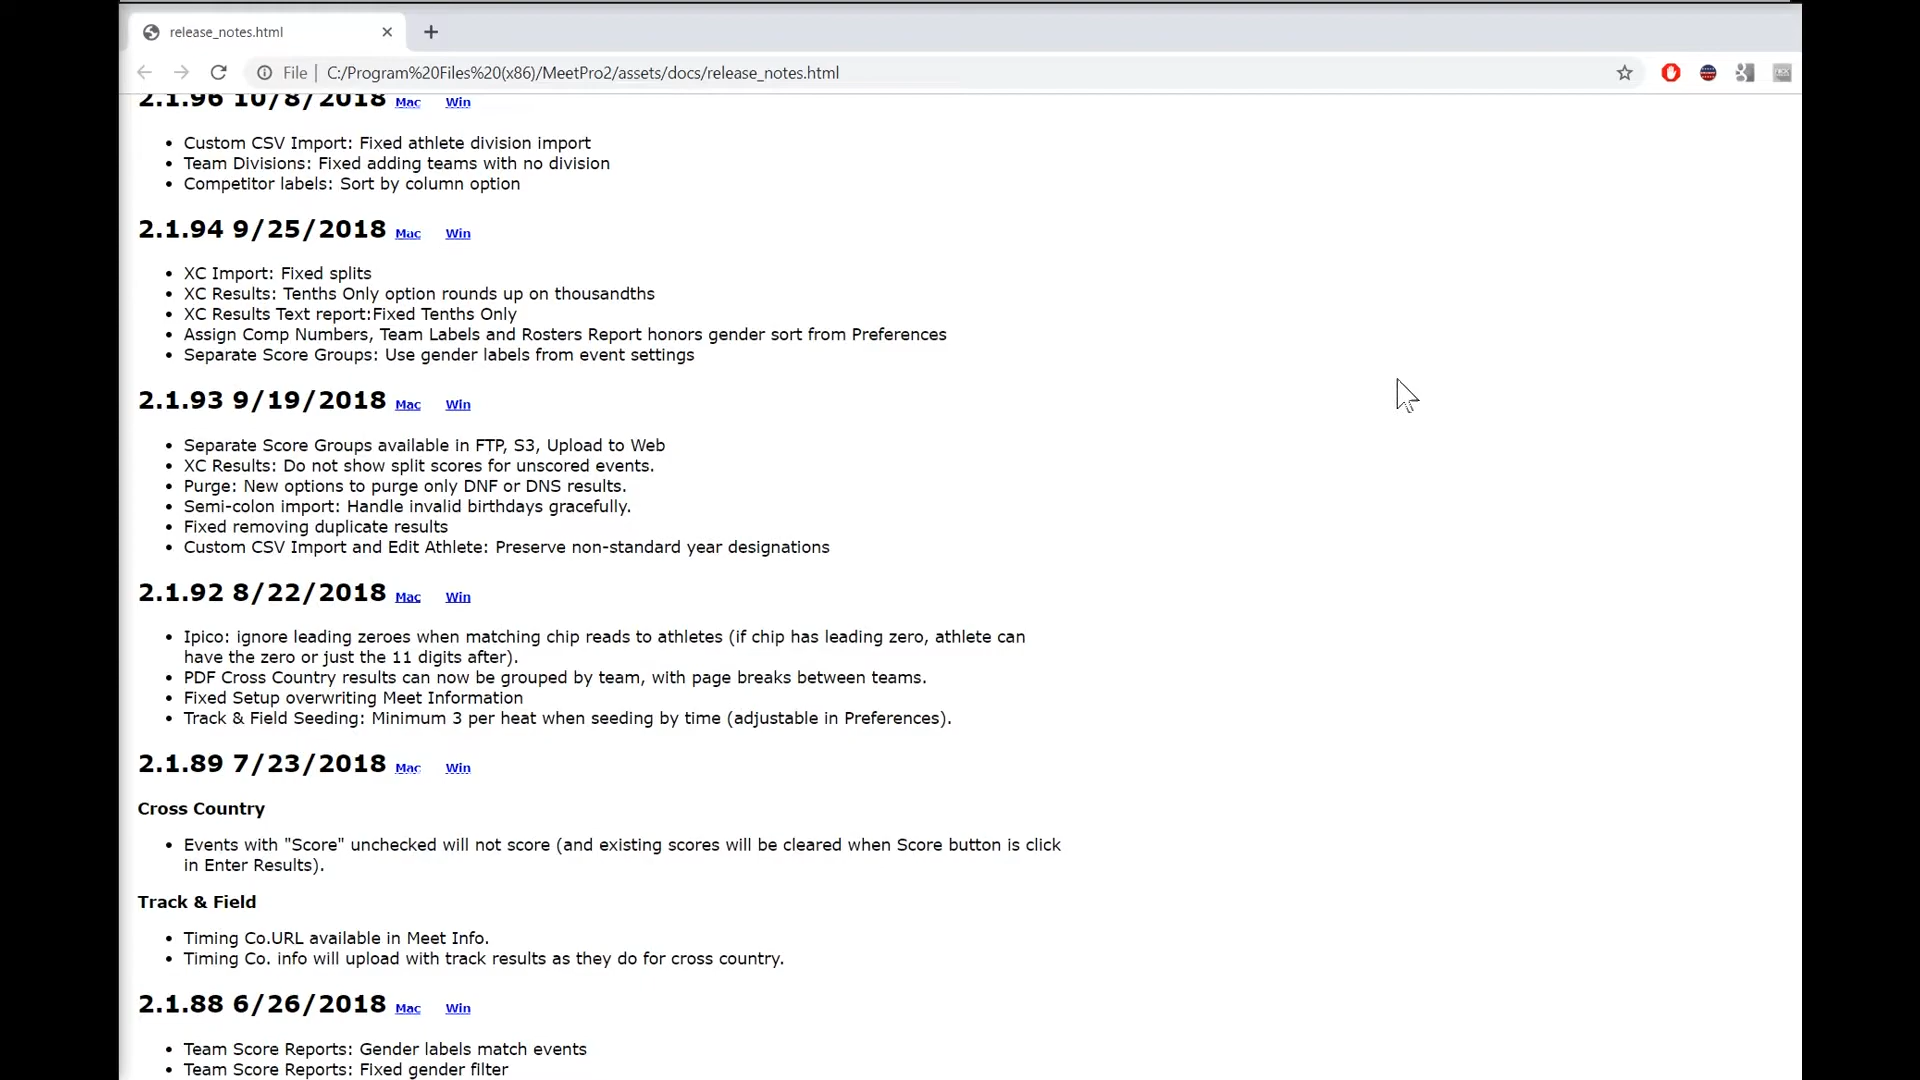 release_notes.html
File | C:/Program%20Files%20(x86)/MeetPro2/assets/docs/release_notes.html
2.1.96 10/8/2018 Mac Win
• Custom CSV Import: Fixed athlete division import
• Team Divisions: Fixed adding teams with no division
• Competitor labels: Sort by column option
2.1.94 9/25/2018 Mac Win
• XC Import: Fixed splits
• XC Results: Tenths Only option rounds up on thousandths
• XC Results Text report:Fixed Tenths Only
• Assign Comp Numbers, Team Labels and Rosters Report honors gender sort from Preferences
• Separate Score Groups: Use gender labels from event settings
2.1.93 9/19/2018 Mac Win
• Separate Score Groups available in FTP, S3, Upload to Web
• XC Results: Do not show split scores for unscored events.
• Purge: New options to purge only DNF or DNS results.
• Semi-colon import: Handle invalid birthdays gracefully.
• Fixed removing duplicate results
• Custom CSV Import and Edit Athlete: Preserve non-standard year designations
2.1.92 8/22/2018 Mac Win
• Ipico: ignore leading zeroes when matching chip reads to athletes (if chip has leading zero, athlete can
have the zero or just the 11 digits after).
• PDF Cross Country results can now be grouped by team, with page breaks between teams.
• Fixed Setup overwriting Meet Information
• Track & Field Seeding: Minimum 3 per heat when seeding by time (adjustable in Preferences).
2.1.89 7/23/2018 Mac Win
Cross Country
• Events with "Score" unchecked will not score (and existing scores will be cleared when Score button is click
in Enter Results).
Track & Field
• Timing Co.URL available in Meet Info.
• Timing Co. info will upload with track results as they do for cross country.
2.1.88 6/26/2018 Mac Win
• Team Score Reports: Gender labels match events
• Team Score Reports: Fixed gender filter